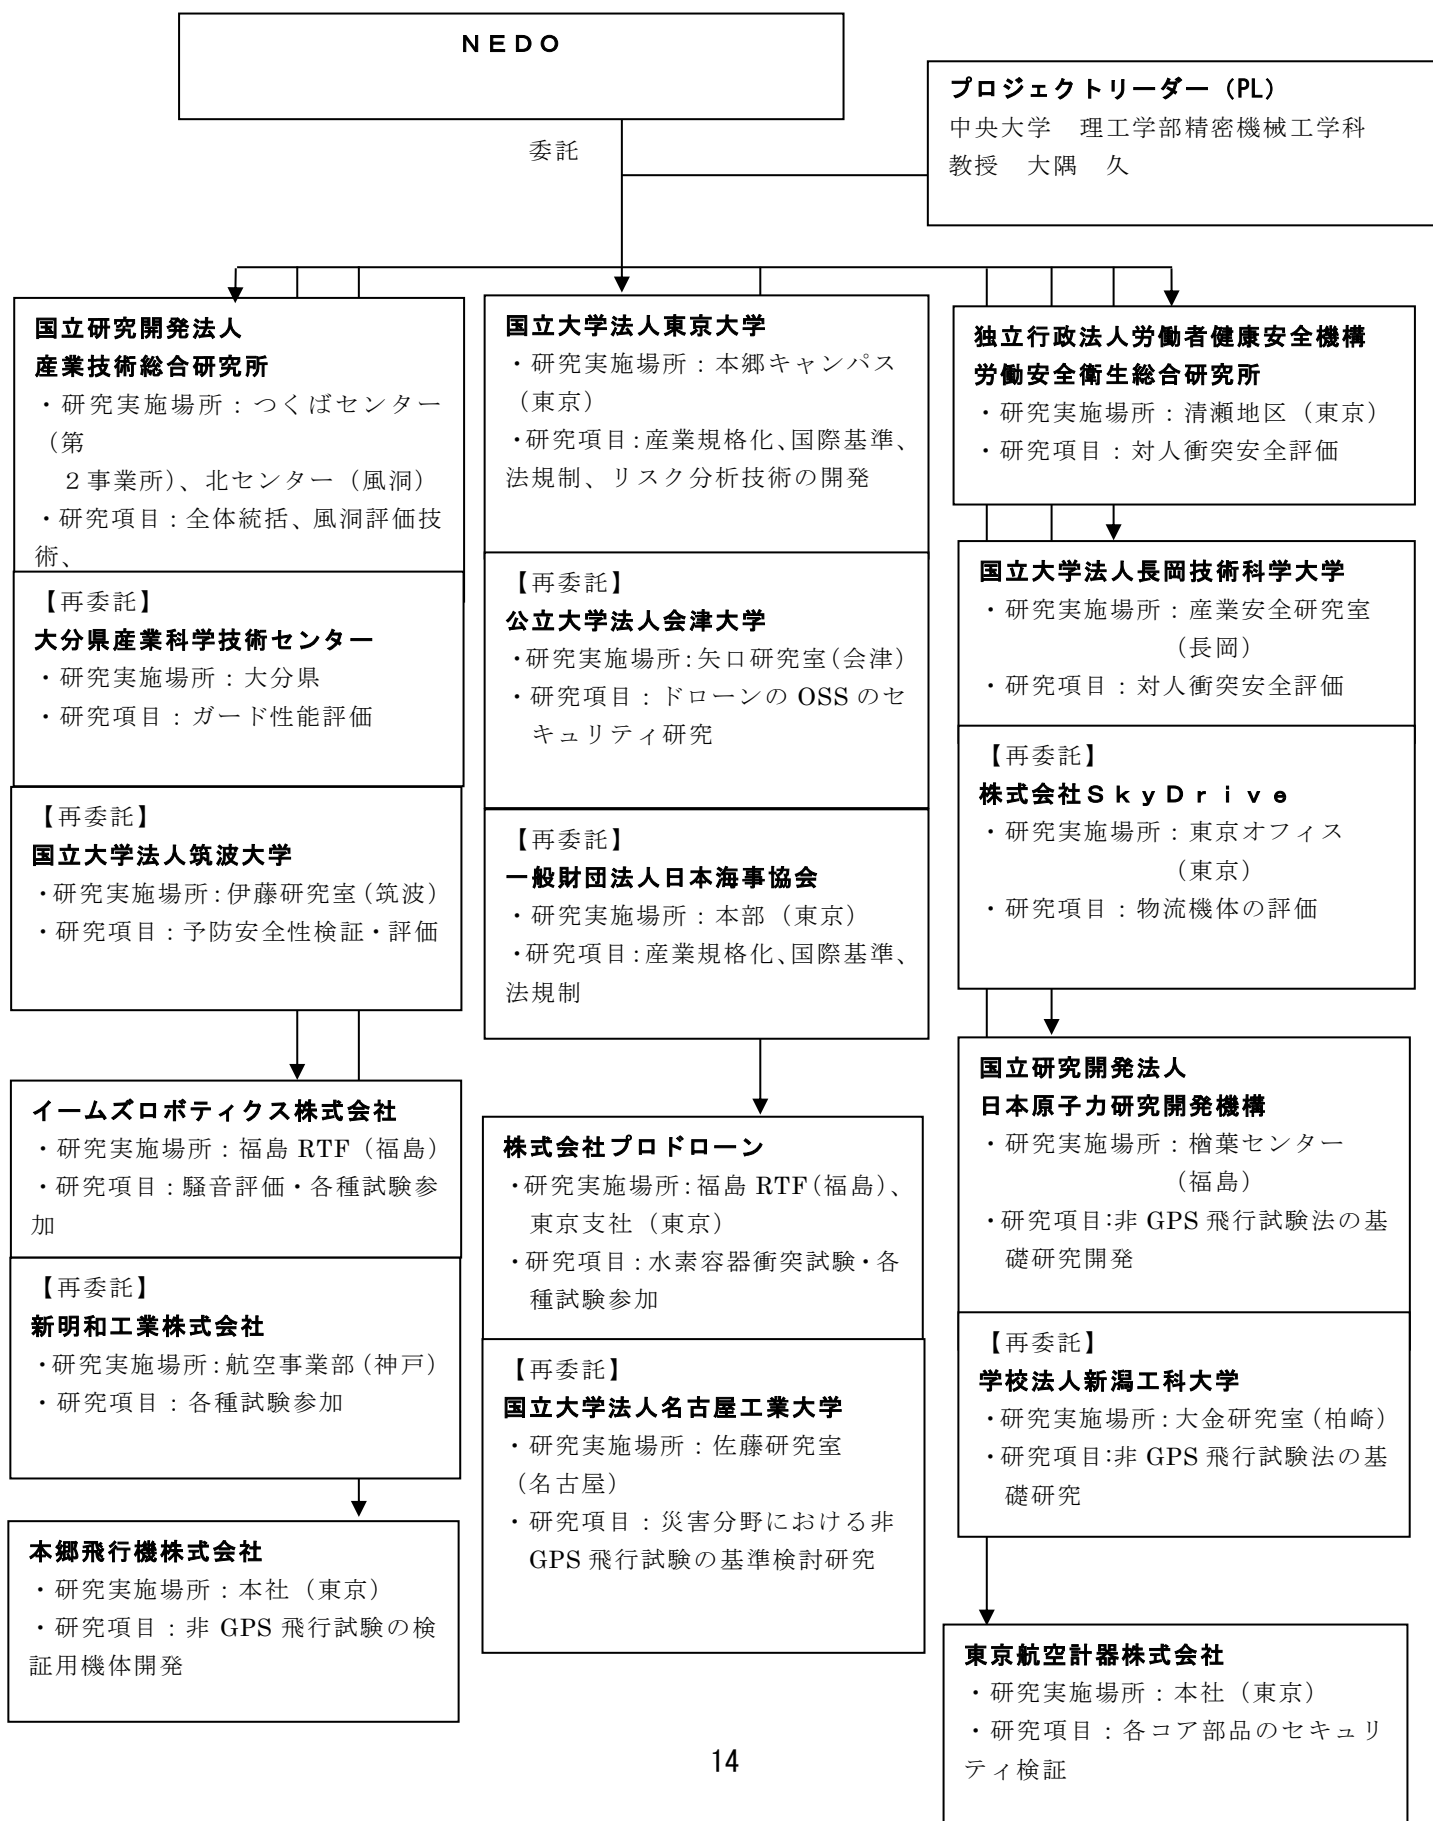 ＮＥＤＯ
プロジェクトリーダー（PL）
中央大学　理工学部精密機械工学科
教授　大隅　久
委託
国立研究開発法人
産業技術総合研究所
・研究実施場所：つくばセンター
（第
２事業所）、北センター（風洞）
・研究項目：全体統括、風洞評価技
術、
【再委託】
大分県産業科学技術センター
・研究実施場所：大分県
・研究項目：ガード性能評価
【再委託】
国立大学法人筑波大学
・研究実施場所：伊藤研究室（筑波）
・研究項目：予防安全性検証・評価
イームズロボティクス株式会社
・研究実施場所：福島 RTF（福島）
・研究項目：騒音評価・各種試験参
加
【再委託】
新明和工業株式会社
・研究実施場所：航空事業部（神戸）
・研究項目：各種試験参加
本郷飛行機株式会社
・研究実施場所：本社（東京）
・研究項目：非 GPS 飛行試験の検
証用機体開発
国立大学法人東京大学
・研究実施場所：本郷キャンパス
（東京）
・研究項目：産業規格化、国際基準、
法規制、リスク分析技術の開発
【再委託】
公立大学法人会津大学
・研究実施場所：矢口研究室（会津）
・研究項目：ドローンの OSS のセ
キュリティ研究
【再委託】
一般財団法人日本海事協会
・研究実施場所：本部（東京）
・研究項目：産業規格化、国際基準、
法規制
株式会社プロドローン
・研究実施場所：福島 RTF（福島）、
東京支社（東京）
・研究項目：水素容器衝突試験・各
種試験参加
【再委託】
国立大学法人名古屋工業大学
・研究実施場所：佐藤研究室
（名古屋）
・研究項目：災害分野における非
GPS 飛行試験の基準検討研究
独立行政法人労働者健康安全機構
労働安全衛生総合研究所
・研究実施場所：清瀬地区（東京）
・研究項目：対人衝突安全評価
国立大学法人長岡技術科学大学
・研究実施場所：産業安全研究室
（長岡）
・研究項目：対人衝突安全評価
【再委託】
株式会社ＳｋｙＤｒｉｖｅ
・研究実施場所：東京オフィス
（東京）
・研究項目：物流機体の評価
国立研究開発法人
日本原子力研究開発機構
・研究実施場所：楢葉センター
（福島）
・研究項目：非 GPS 飛行試験法の基
礎研究開発
【再委託】
学校法人新潟工科大学
・研究実施場所：大金研究室（柏崎）
・研究項目：非 GPS 飛行試験法の基
礎研究
東京航空計器株式会社
・研究実施場所：本社（東京）
・研究項目：各コア部品のセキュリ
ティ検証
14